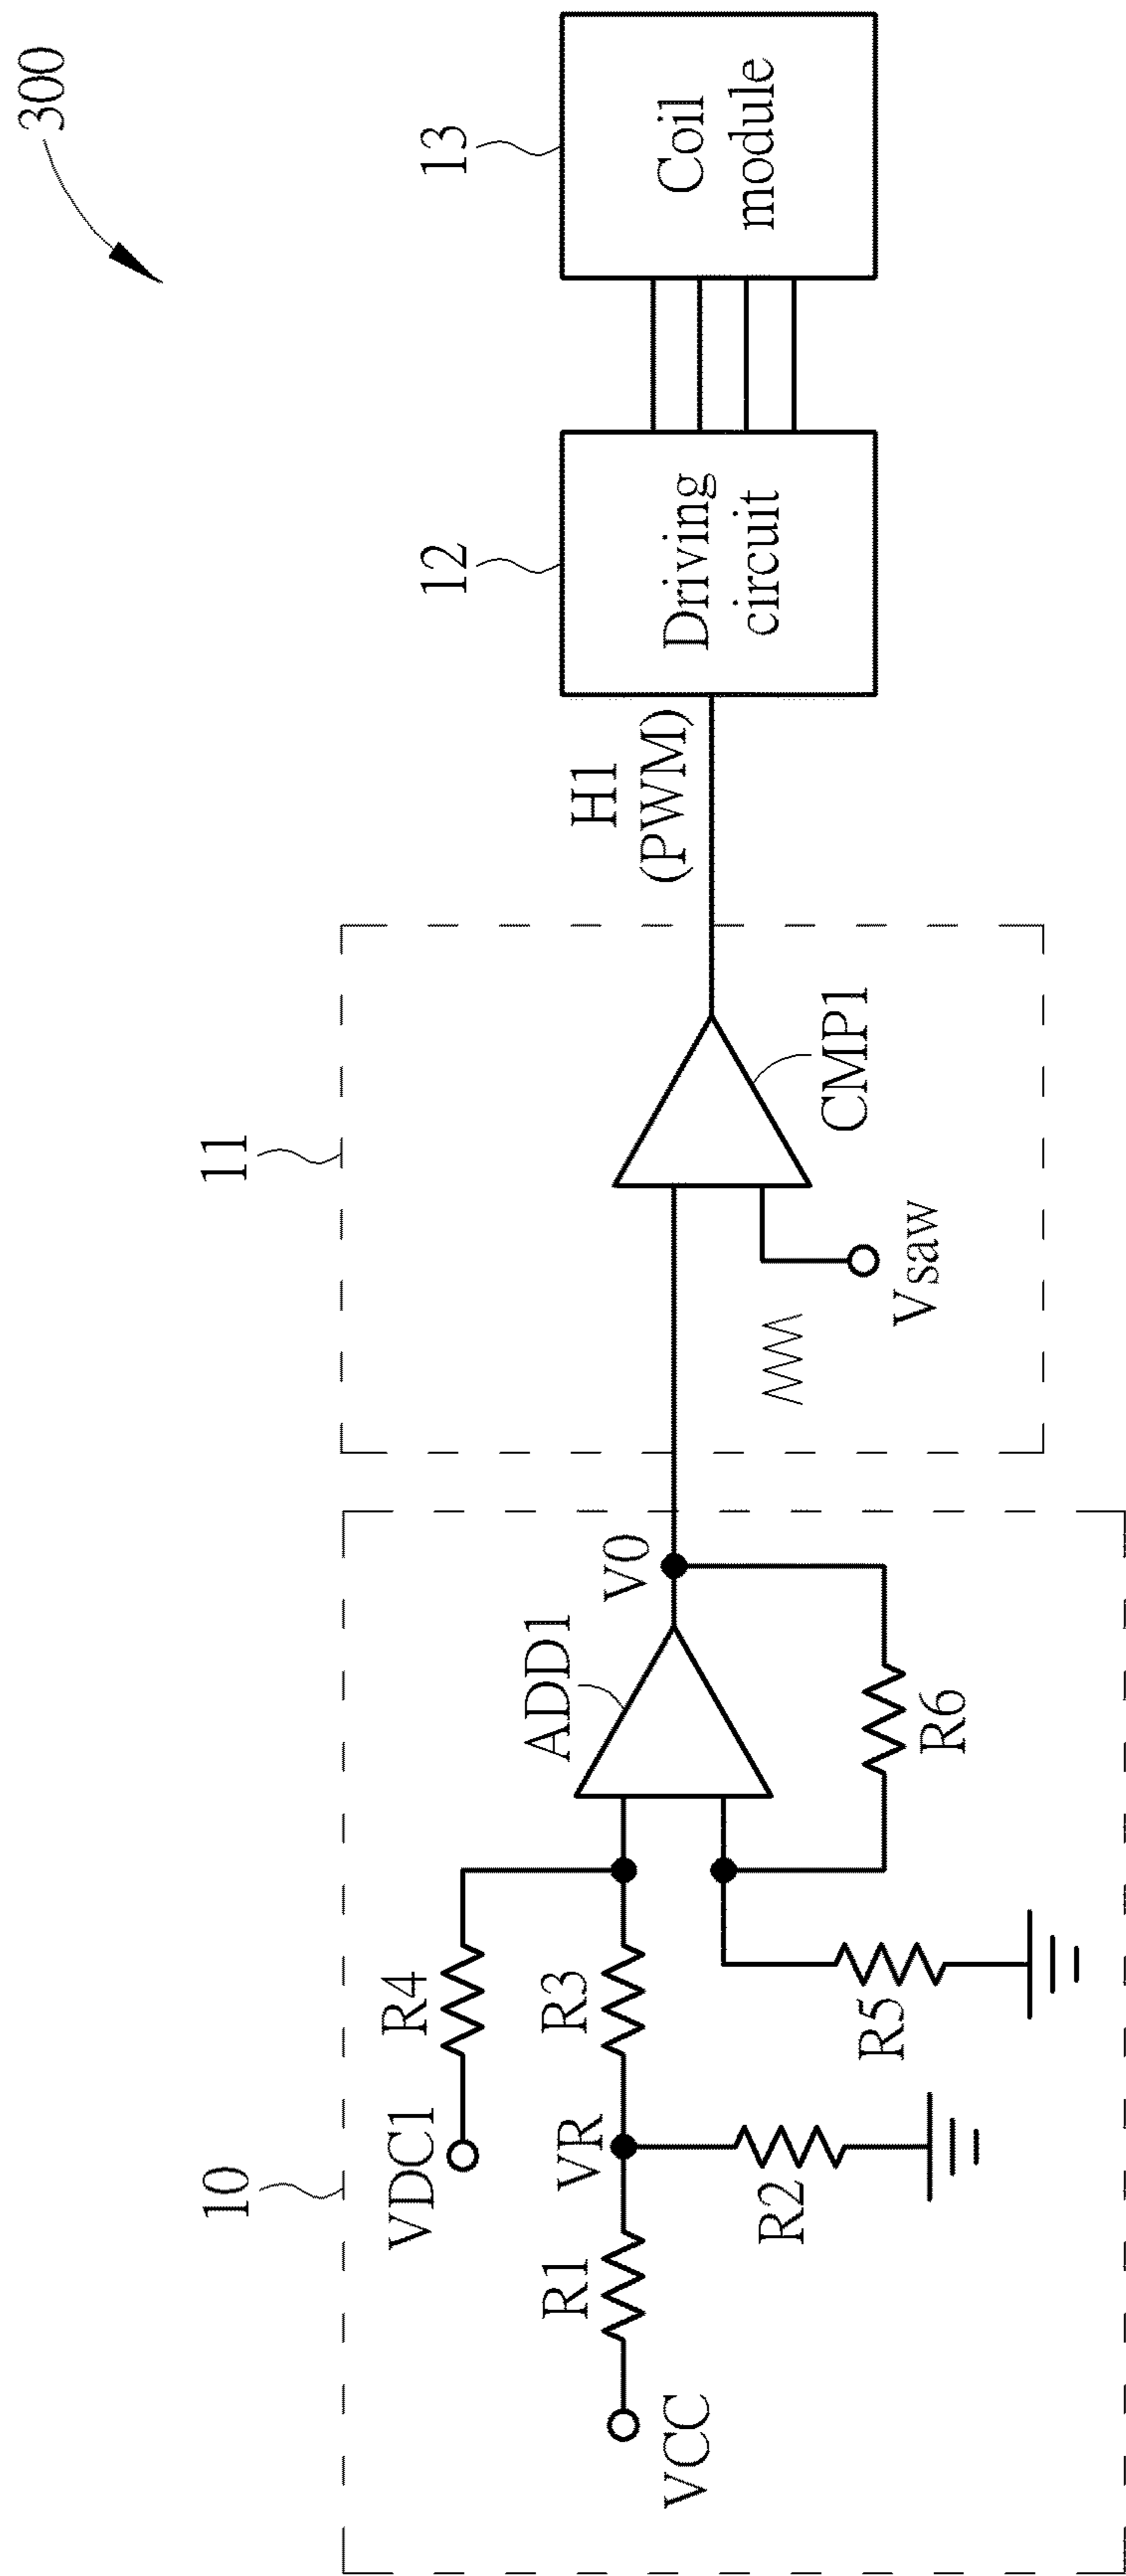 300
10
VCC
R1
VR
R2
VDC1
R4
R3
R5
ADD1
R6
V0
11
Vsaw
CMP1
H1
(PWM)
12
Driving
circuit
13
Coil
module